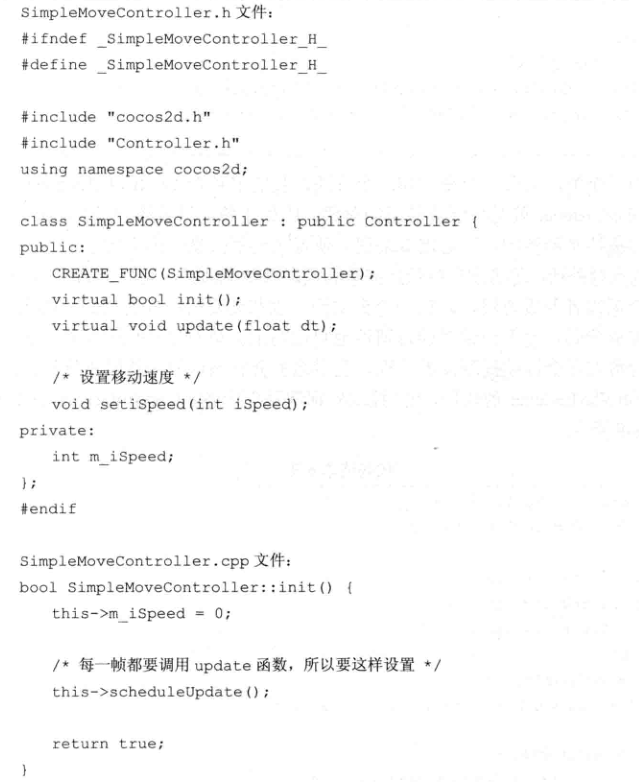 SimpleMoveController.h 文件：
#ifndef _SimpleMoveController_H_
#define _SimpleMoveController_H_
#include "cocos2d.h"
#include "Controller.h"
using namespace cocos2d;
class SimpleMoveController : public Controller {
public:
CREATE_FUNC(SimpleMoveController);
virtual bool init();
virtual void update(float dt);
/* 设置移动速度 */
void setiSpeed(int iSpeed);
private:
int m_iSpeed;
};
#endif
SimpleMoveController.cpp 文件：
bool SimpleMoveController::init() {
this->m_iSpeed = 0;
/* 每一帧都要调用 update 函数，所以要这样设置 */
this->scheduleUpdate();
return true;
}